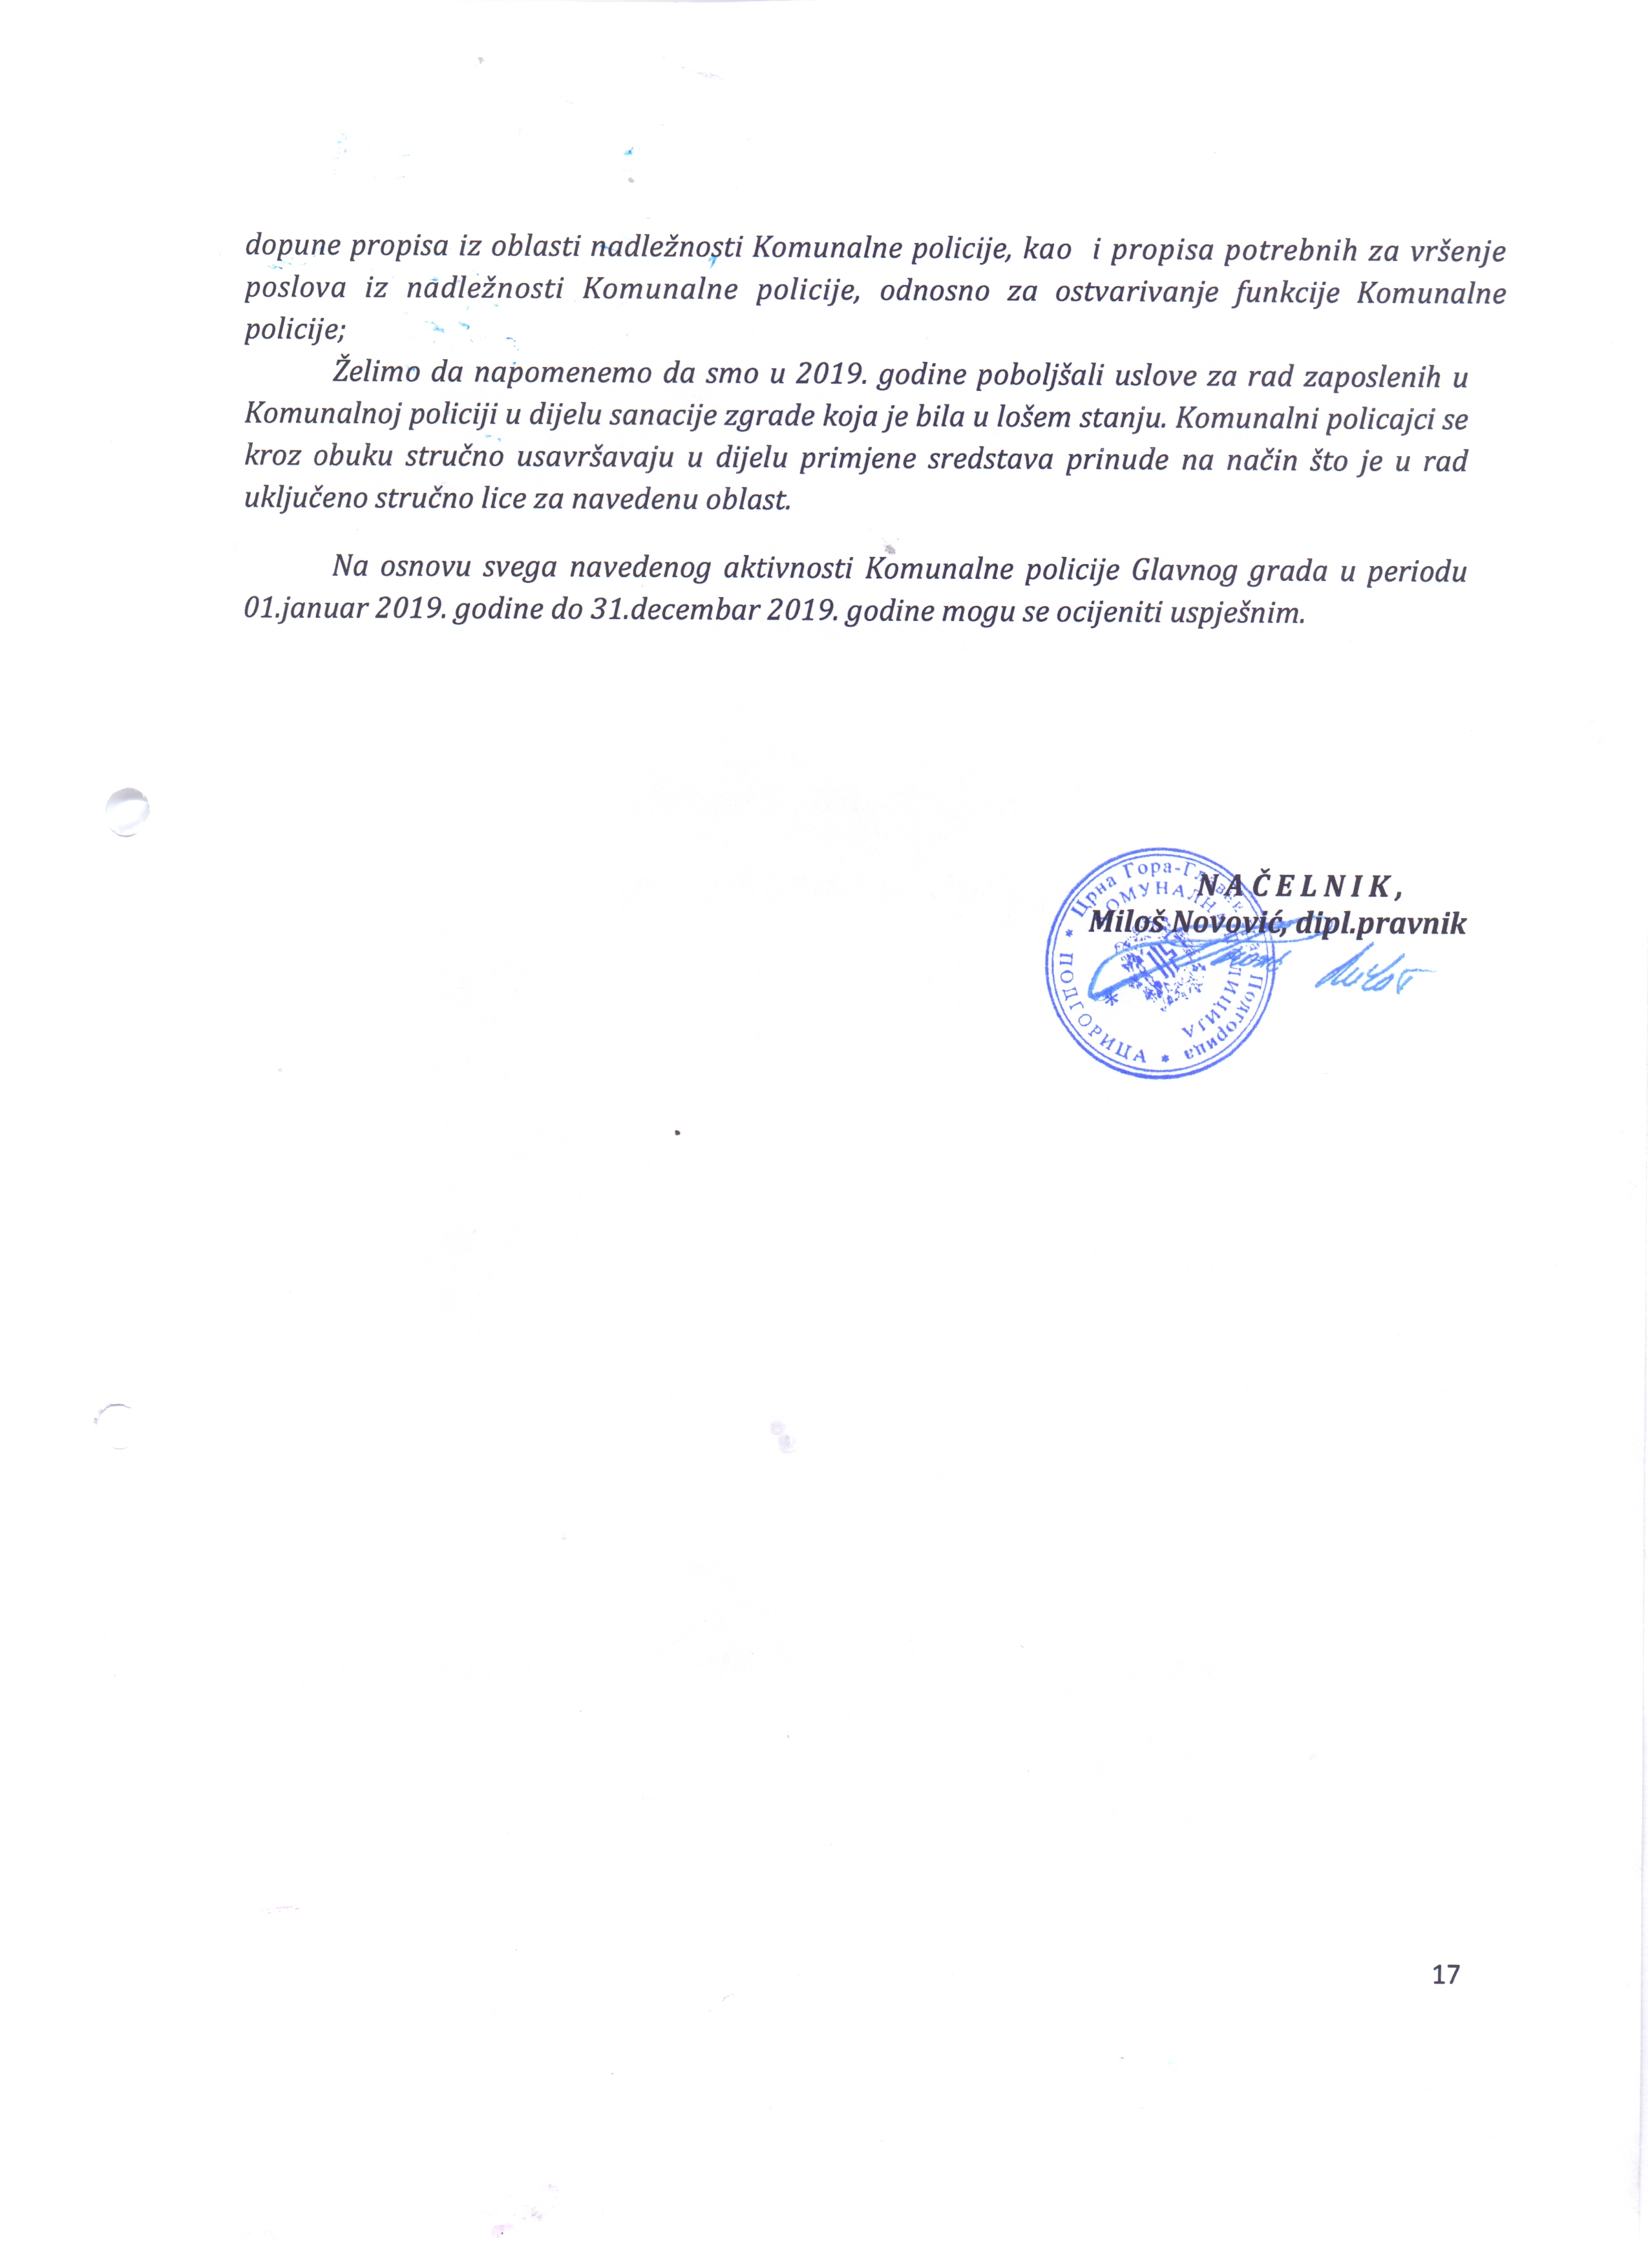 dopune propisa iz oblasti nadležnosti Komunalne policije, kao i propisa potrebnih za vršenje
poslova iz nadležnosti Komunalne policije, odnosno za ostvarivanje funkcije Komunalne
policije;
Želimo da napomenemo da smo u 2019. godine poboljšali uslove za rad zaposlenih u
Komunalnoj policiji u dijelu sanacije zgrade koja je bila u lošem stanju. Komunalni policajci se
kroz obuku stručno usavršavaju u dijelu primjene sredstava prinude na način što je u rad
uključeno stručno lice za navedenu oblast.
Na osnovu svega navedenog aktivnosti Komunalne policije Glavnog grada u periodu
01.januar 2019. godine do 31.decembar 2019. godine mogu se ocijeniti uspješnim.
NAČELNIK,
Miloš Novović, dipl.pravnik
Црна Гора- Подгорица
ПОДГОРИЦА
17